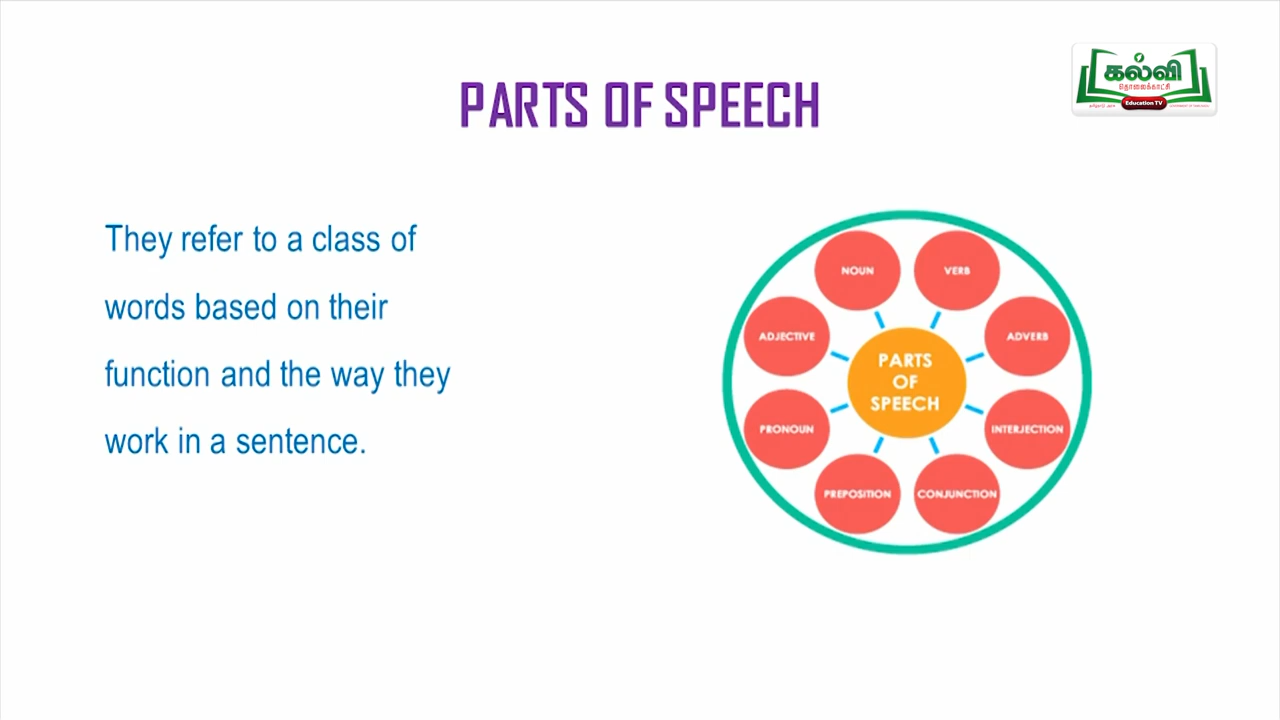 PARTS OF SPEECH
கல்வி
தொலைக்காட்சி
Education TV
They refer to a class of
words based on their
function and the way they
work in a sentence.
NOUN
VERB
ADJECTIVE
ADVERB
PARTS
OF
SPEECH
PRONOUN
INTERJECTION
PREPOSITION
CONJUNCTION